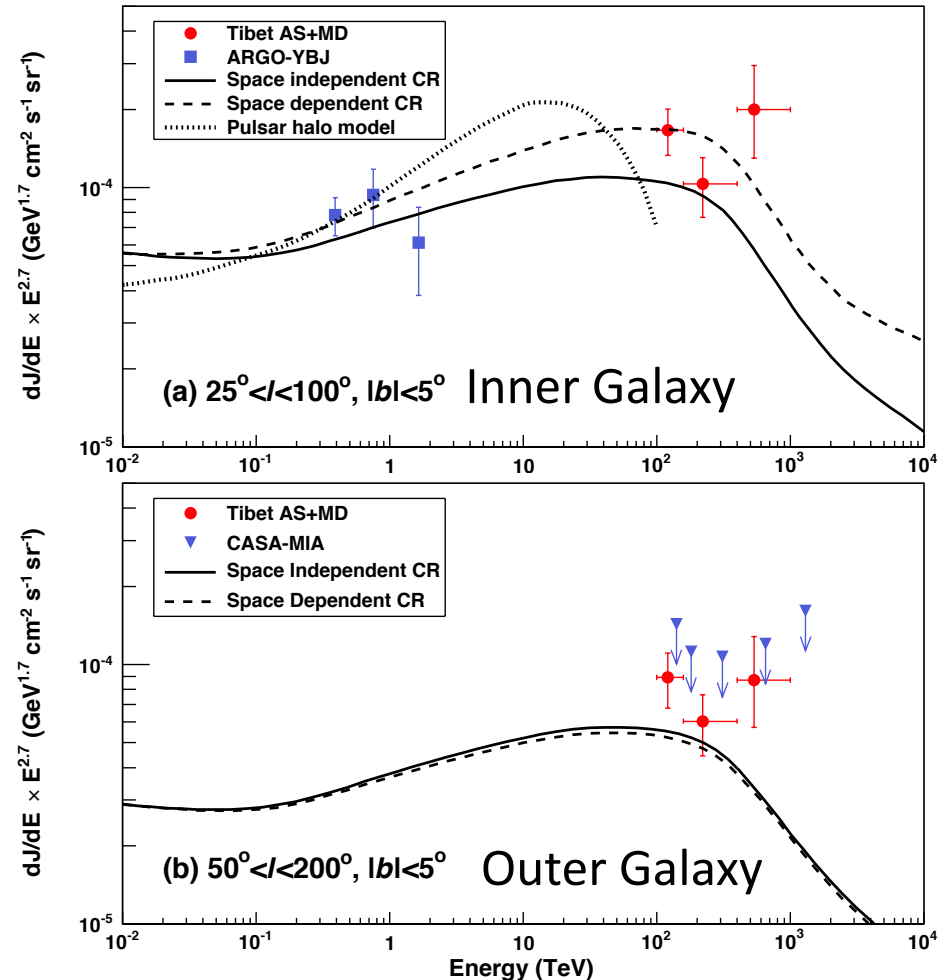 dJ/dE × E^2.7 (GeV^1.7 cm^-2 s^-1 sr^-1)
Tibet AS+MD
ARGO-YBJ
Space independent CR
Space dependent CR
Pulsar halo model
10^-4
10^-5
(a) 25°<l<100°, |b|<5° Inner Galaxy
10^-2 10^-1 1 10 10^2 10^3 10^4
dJ/dE × E^2.7 (GeV^1.7 cm^-2 s^-1 sr^-1)
Tibet AS+MD
CASA-MIA
Space Independent CR
Space Dependent CR
10^-4
10^-5
(b) 50°<l<200°, |b|<5° Outer Galaxy
10^-2 10^-1 1 10 10^2 10^3 10^4
Energy (TeV)